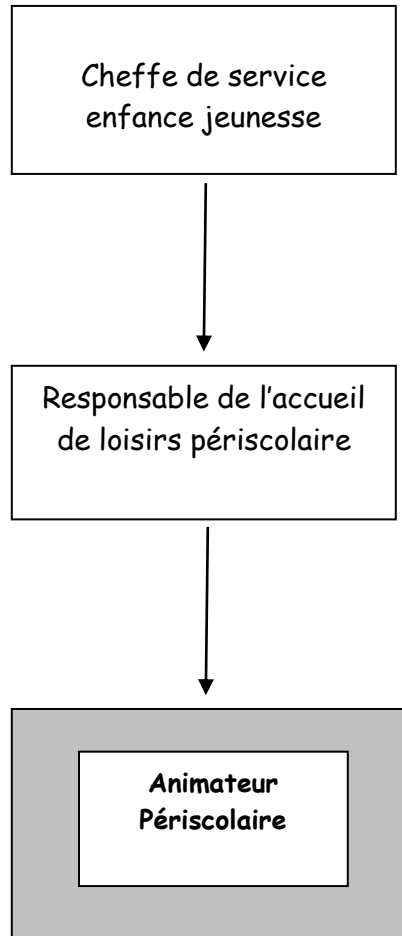 Cheffe de service
enfance jeunesse
Responsable de l'accueil
de loisirs périscolaire
Animateur
Périscolaire